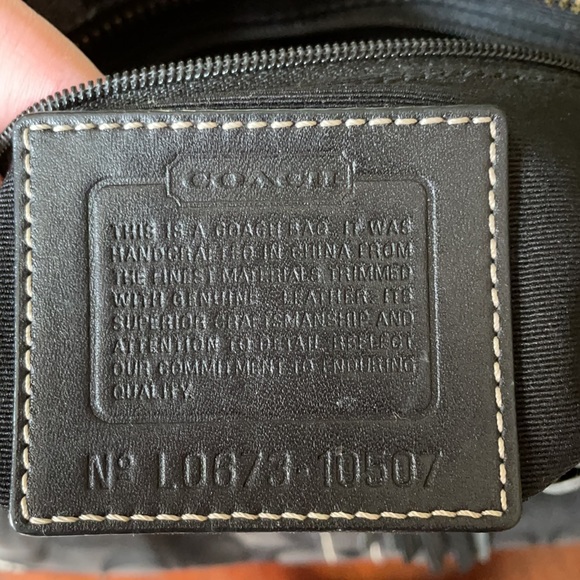 COACH
THIS IS A COACH BAG. IT WAS
HANDCRAFTED IN CHINA FROM
THE FINEST MATERIALS TRIMMED
WITH GENUINE LEATHER. ITS
SUPERIOR CRAFTSMANSHIP AND
ATTENTION TO DETAIL REFLECT
OUR COMMITMENT TO ENDURING
QUALITY.
Nº L0673-10507